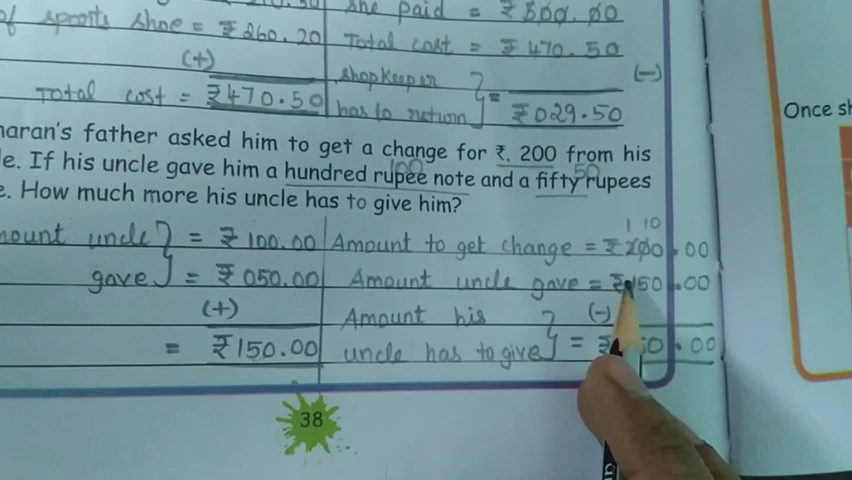 she paid = ₹500.00
of sports shoe = ₹260.20
Total cost = ₹470.50
(+)
Total cost = ₹470.50
shopkeeper
has to return } = ₹029.50
(-)
Once
haran's father asked him to get a change for ₹. 200 from his
le. If his uncle gave him a hundred rupee note and a fifty rupees
100 50
e. How much more his uncle has to give him?
mount uncle } = ₹100.00
gave = ₹050.00
(+)
= ₹150.00
1 10
Amount to get change = ₹200.00
Amount uncle gave = ₹150.00
Amount his } (-)
uncle has to give = ₹ 50.00
38